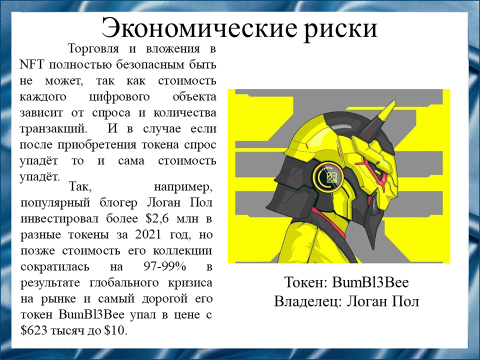 Экономические риски
Торговля и вложения в
NFT полностью безопасным быть
не может, так как стоимость
каждого цифрового объекта
зависит от спроса и количества
транзакций. И в случае если
после приобретения токена спрос
упадёт то и сама стоимость
упадёт.
Так, например,
популярный блогер Логан Пол
инвестировал более $2,6 млн в
разные токены за 2021 год, но
позже стоимость его коллекции
сократилась на 97-99% в
результате глобального кризиса
на рынке и самый дорогой его
токен BumBl3Bee упал в цене с
$623 тысяч до $10.
Токен: BumBl3Bee
Владелец: Логан Пол